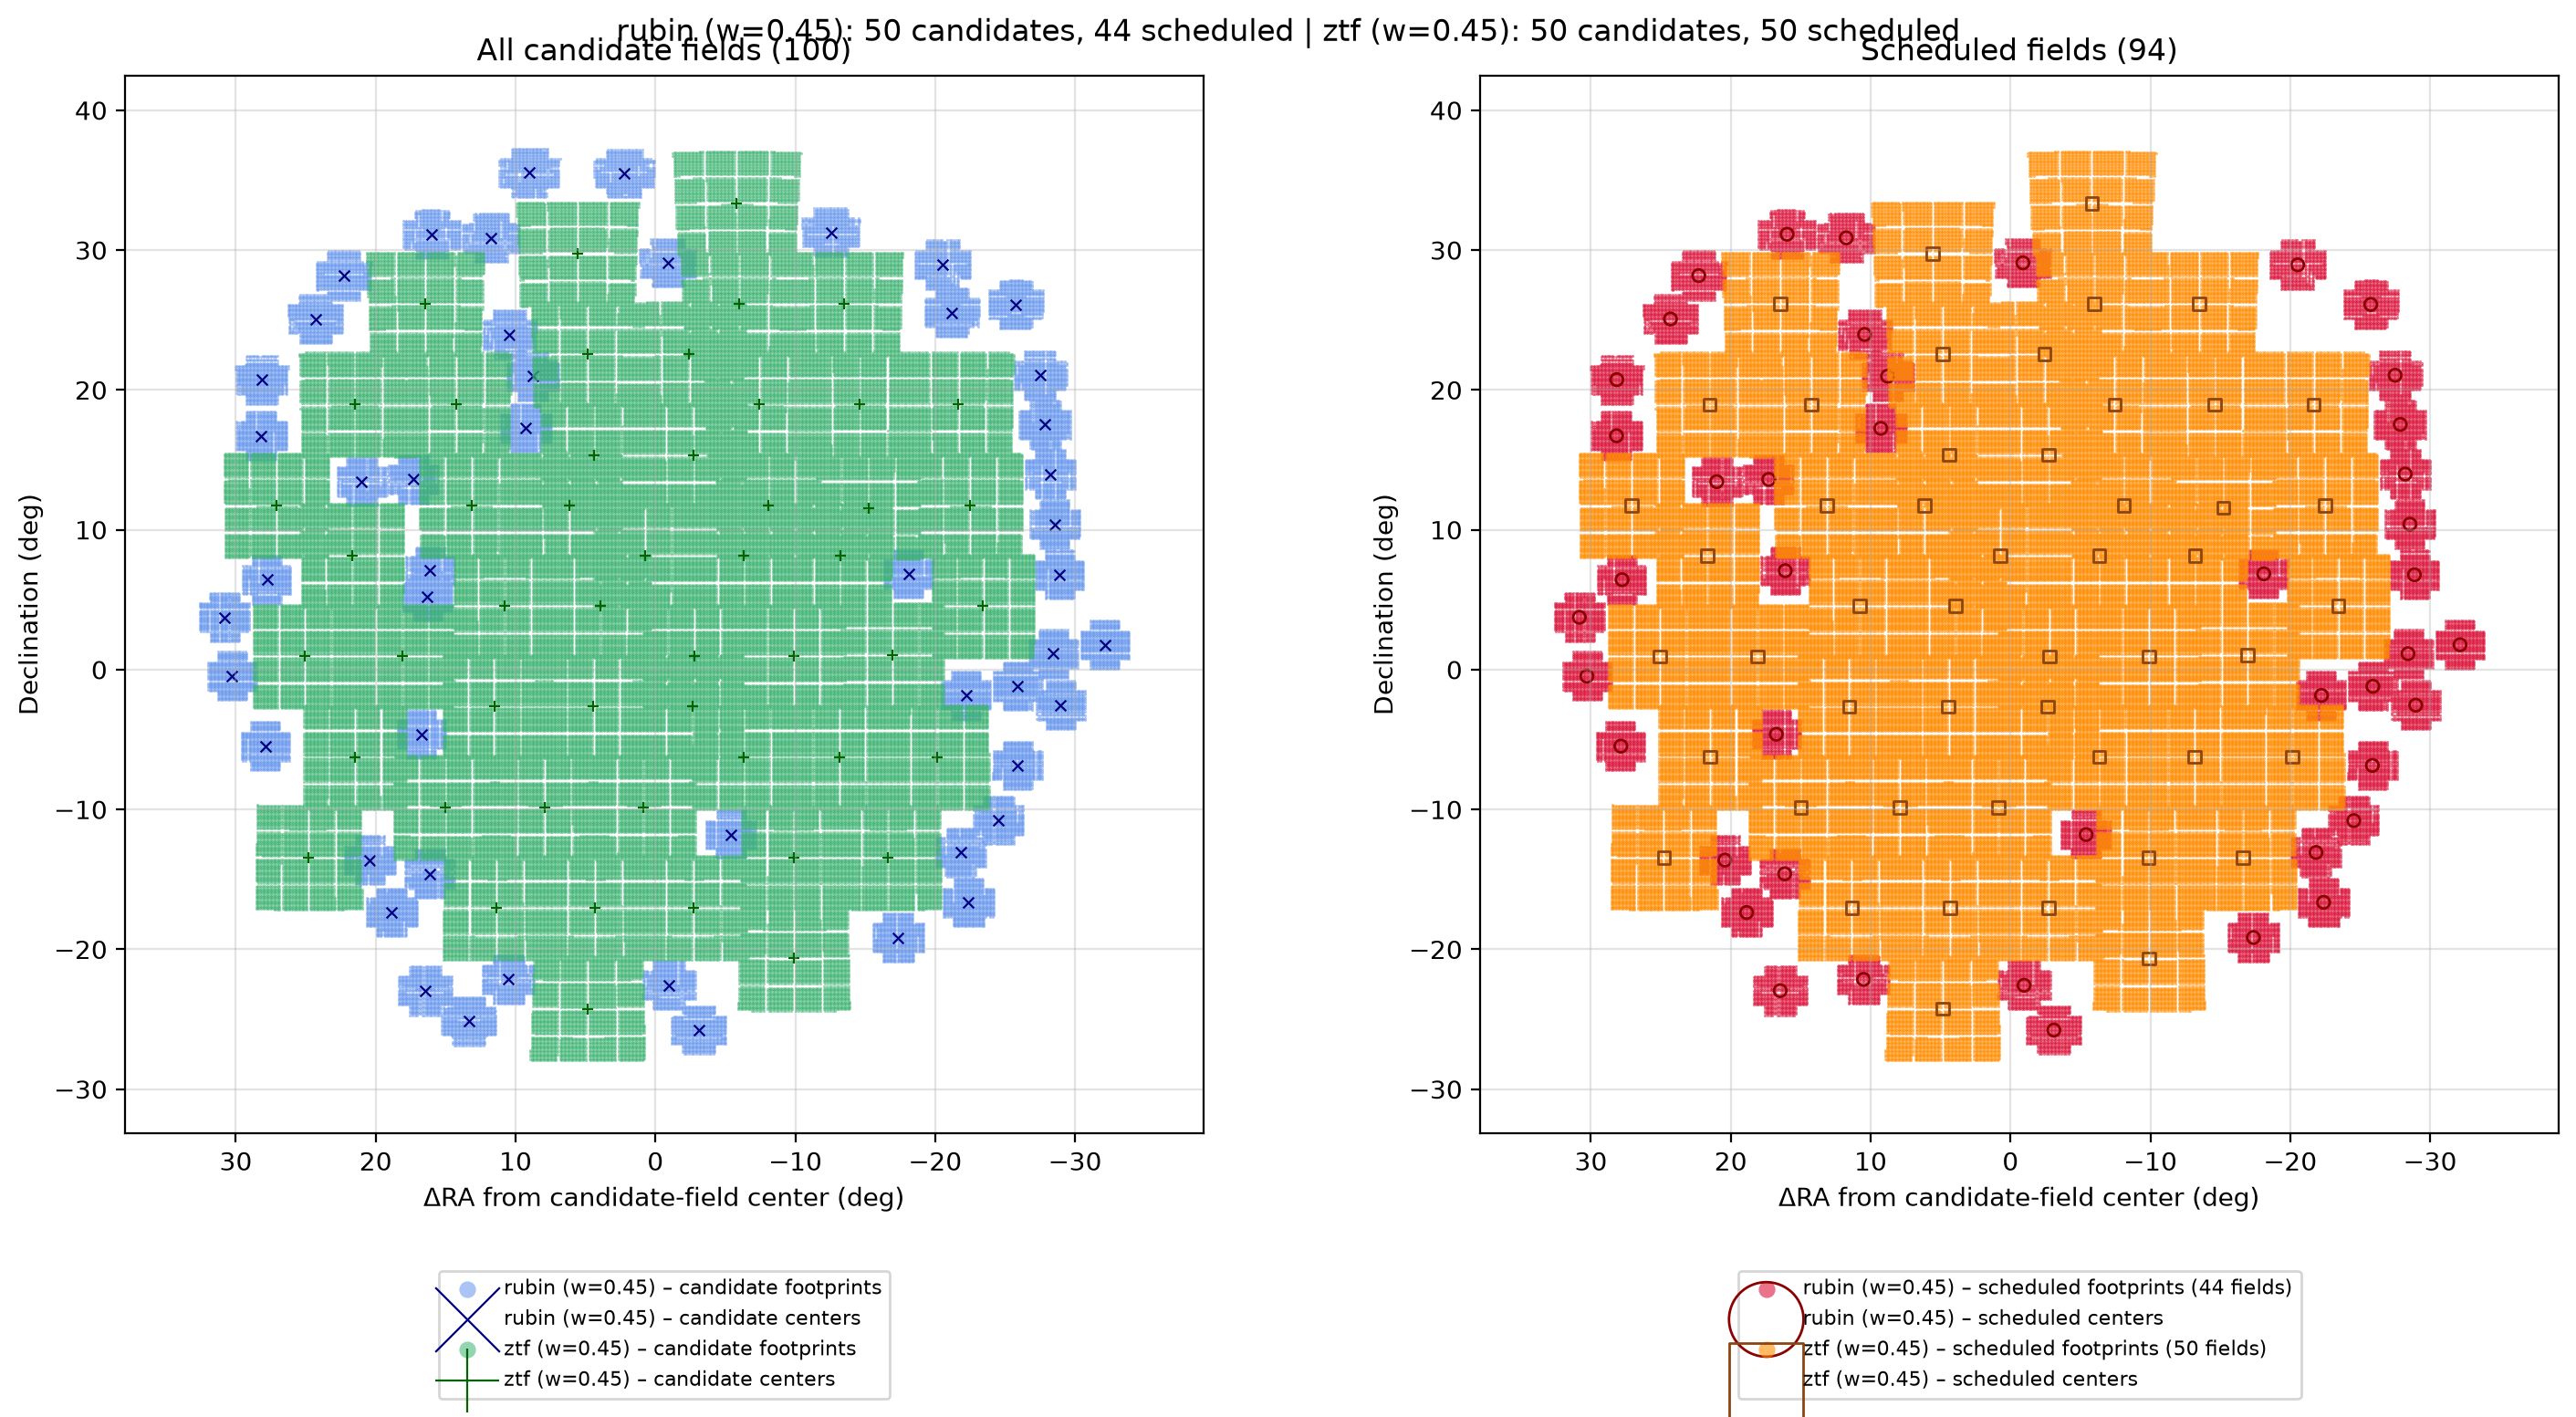 rubin (w=0.45): 50 candidates, 44 scheduled | ztf (w=0.45): 50 candidates, 50 scheduled
All candidate fields (100)
40
30
20
10
0
−10
−20
−30
Declination (deg)
30 20 10 0 −10 −20 −30
ΔRA from candidate-field center (deg)
rubin (w=0.45) – candidate footprints
rubin (w=0.45) – candidate centers
ztf (w=0.45) – candidate footprints
ztf (w=0.45) – candidate centers
Scheduled fields (94)
40
30
20
10
0
−10
−20
−30
Declination (deg)
30 20 10 0 −10 −20 −30
ΔRA from candidate-field center (deg)
rubin (w=0.45) – scheduled footprints (44 fields)
rubin (w=0.45) – scheduled centers
ztf (w=0.45) – scheduled footprints (50 fields)
ztf (w=0.45) – scheduled centers